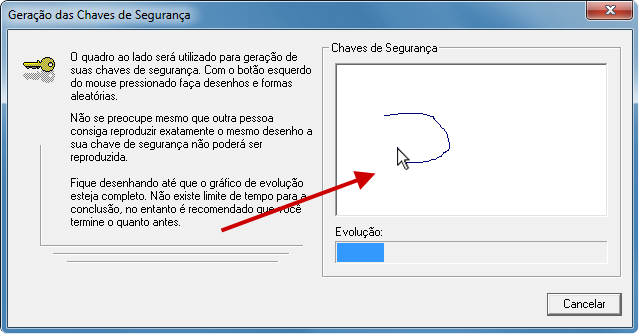 Geração das Chaves de Segurança
O quadro ao lado será utilizado para geração de
suas chaves de segurança. Com o botão esquerdo
do mouse pressionado faça desenhos e formas
aleatórias.
Não se preocupe mesmo que outra pessoa
consiga reproduzir exatamente o mesmo desenho a
sua chave de segurança não poderá ser
reproduzida.
Fique desenhando até que o gráfico de evolução
esteja completo. Não existe limite de tempo para a
conclusão, no entanto é recomendado que você
termine o quanto antes.
Chaves de Segurança
Evolução:
Cancelar